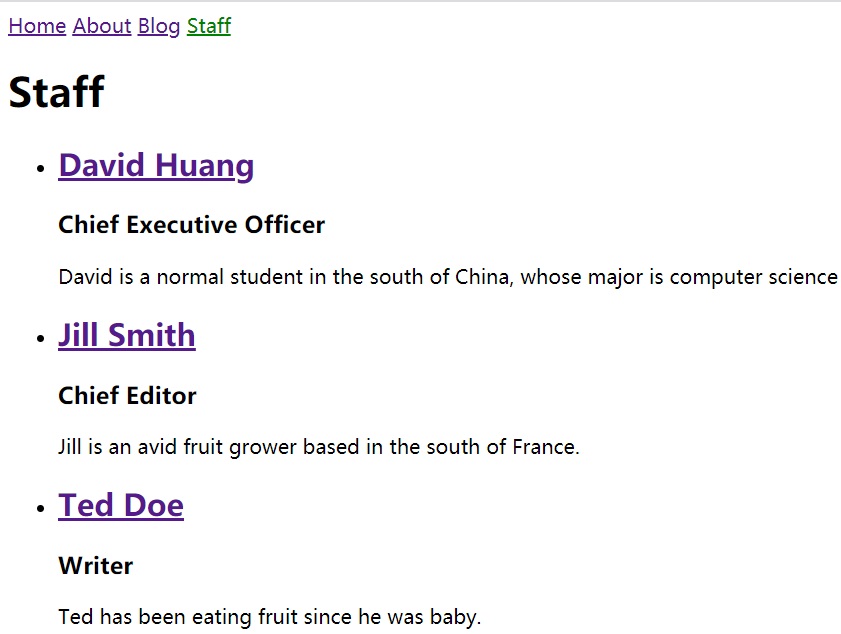 Home About Blog Staff
Staff
David Huang
Chief Executive Officer
David is a normal student in the south of China, whose major is computer science
Jill Smith
Chief Editor
Jill is an avid fruit grower based in the south of France.
Ted Doe
Writer
Ted has been eating fruit since he was baby.